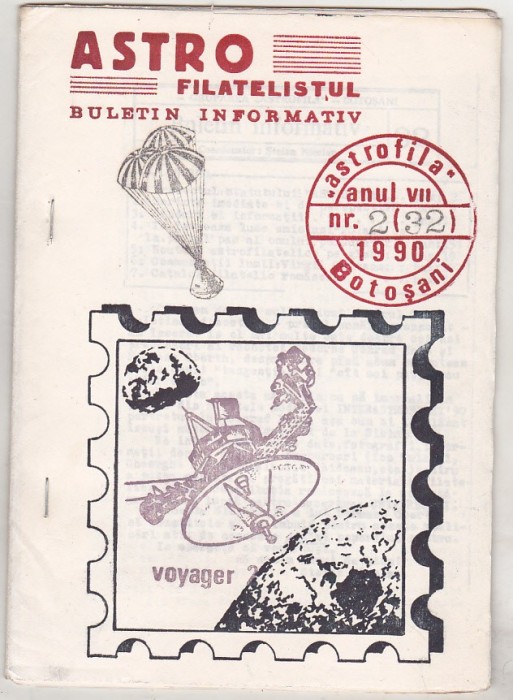 ASTRO
FILATELISTUL
BULETIN INFORMATIV
"astrofila"
anul VII
nr. 2(32)
1990
Botoşani
voyager 2